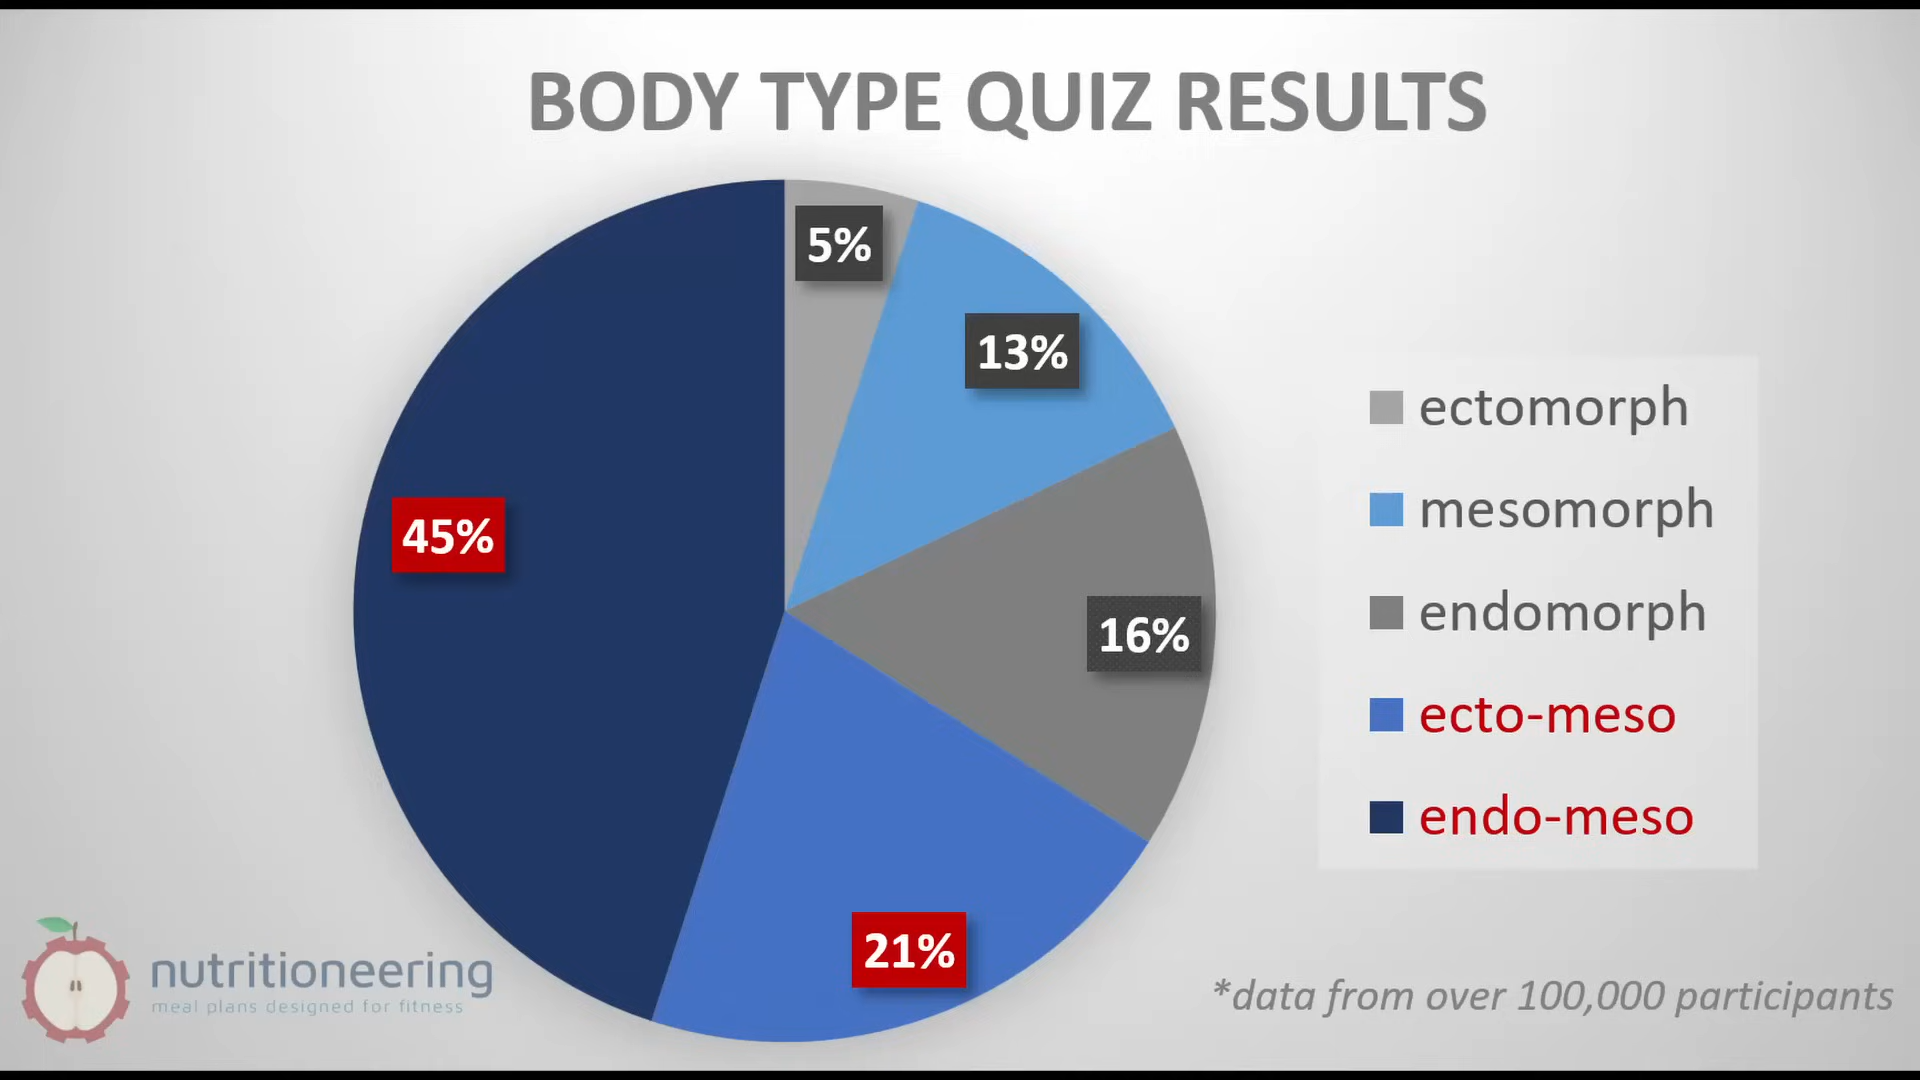 BODY TYPE QUIZ RESULTS
5%
13%
45%
16%
21%
ectomorph
mesomorph
endomorph
ecto-meso
endo-meso
nutritioneering
meal plans designed for fitness
*data from over 100,000 participants